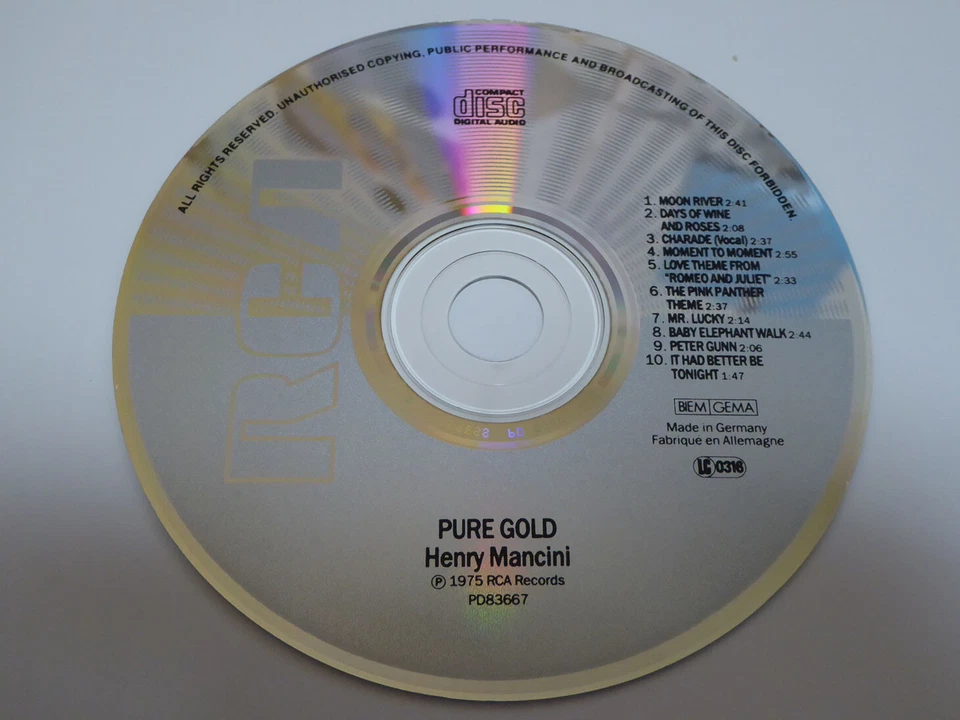 ALL RIGHTS RESERVED. UNAUTHORISED COPYING, PUBLIC PERFORMANCE AND BROADCASTING OF THIS DISC FORBIDDEN.
COMPACT
disc
DIGITAL AUDIO
RCA
1. MOON RIVER 2:41
2. DAYS OF WINE
AND ROSES 2:08
3. CHARADE (Vocal) 2:37
4. MOMENT TO MOMENT 2:55
5. LOVE THEME FROM
"ROMEO AND JULIET" 2:33
6. THE PINK PANTHER
THEME 2:37
7. MR. LUCKY 2:14
8. BABY ELEPHANT WALK 2:44
9. PETER GUNN 2:06
10. IT HAD BETTER BE
TONIGHT 1:47
BIEM GEMA
Made in Germany
Fabriqué en Allemagne
LC 0316
PURE GOLD
Henry Mancini
Ⓟ 1975 RCA Records
PD83667